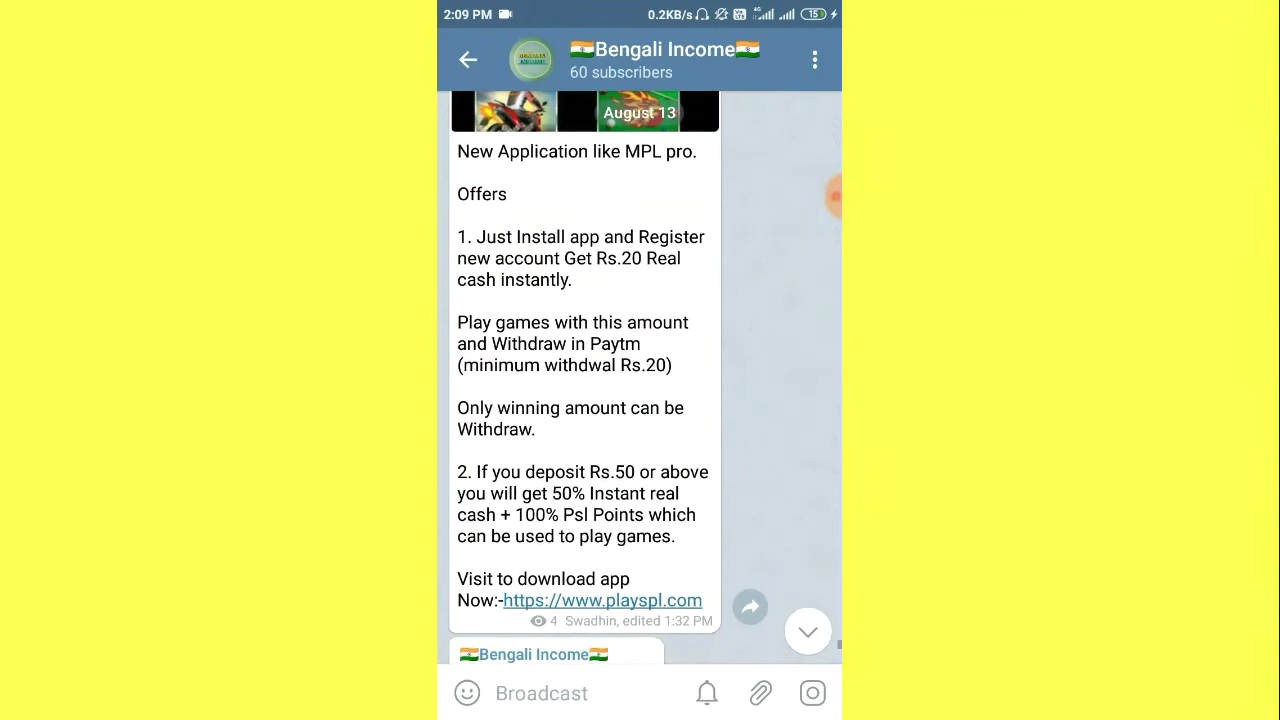 2:09 PM
0.2KB/s
4G
15
🇮🇳Bengali Income🇮🇳
60 subscribers
August 13
New Application like MPL pro.
Offers
1. Just Install app and Register
new account Get Rs.20 Real
cash instantly.
Play games with this amount
and Withdraw in Paytm
(minimum withdwal Rs.20)
Only winning amount can be
Withdraw.
2. If you deposit Rs.50 or above
you will get 50% Instant real
cash + 100% Psl Points which
can be used to play games.
Visit to download app
Now:-https://www.playspl.com
4 Swadhin, edited 1:32 PM
🇮🇳Bengali Income🇮🇳
Broadcast